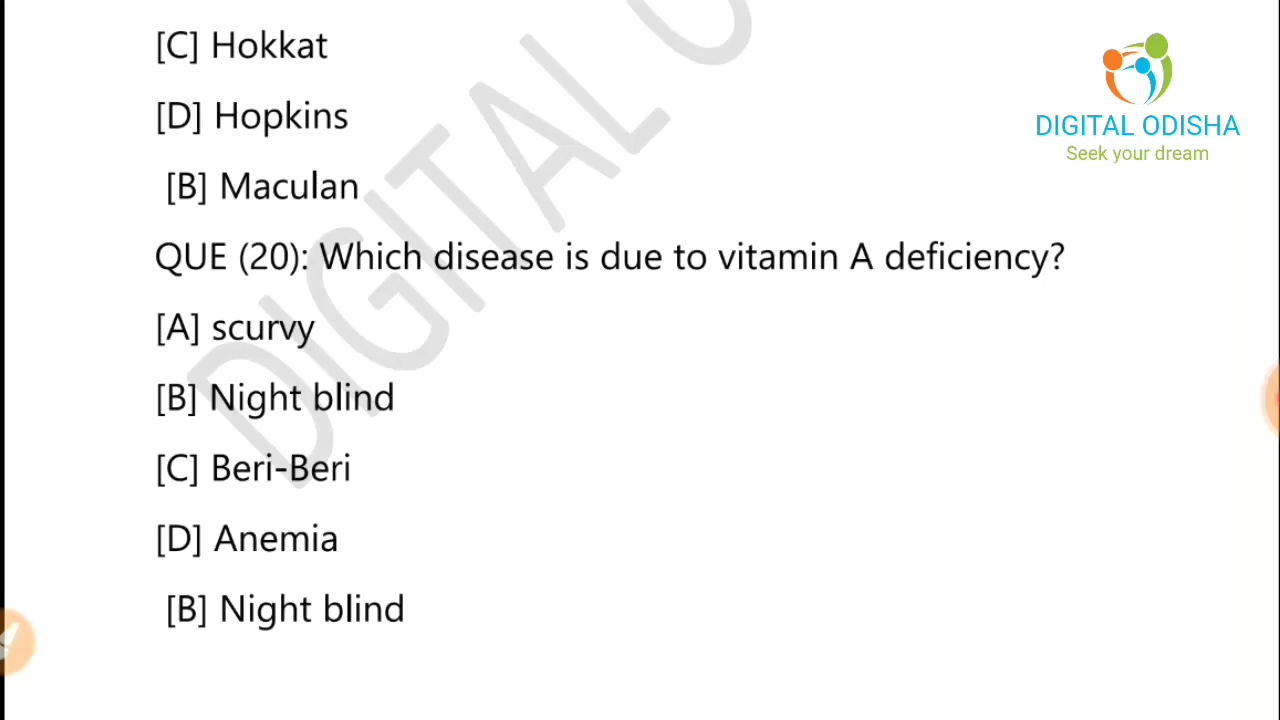 [C] Hokkat
[D] Hopkins
[B] Maculan
QUE (20): Which disease is due to vitamin A deficiency?
[A] scurvy
[B] Night blind
[C] Beri-Beri
[D] Anemia
[B] Night blind
DIGITAL ODISHA
Seek your dream
DIGITAL O